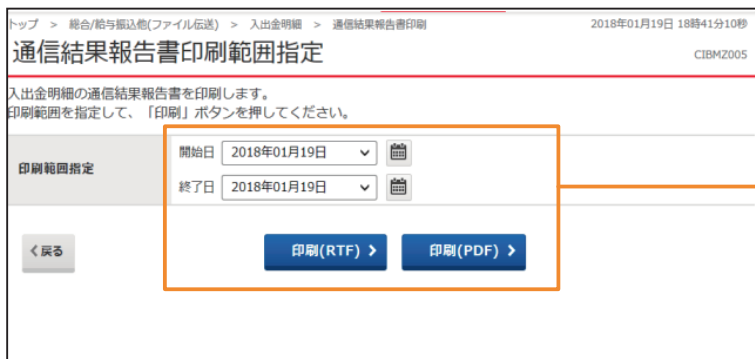 トップ > 総合/給与振込他(ファイル伝送) > 入出金明細 > 通信結果報告書印刷
2018年01月19日 18時41分10秒
通信結果報告書印刷範囲指定
CIBMZ005
入出金明細の通信結果報告書を印刷します。
印刷範囲を指定して、「印刷」ボタンを押してください。
印刷範囲指定
開始日 2018年01月19日
終了日 2018年01月19日
く戻る 印刷(RTF) > 印刷(PDF) >